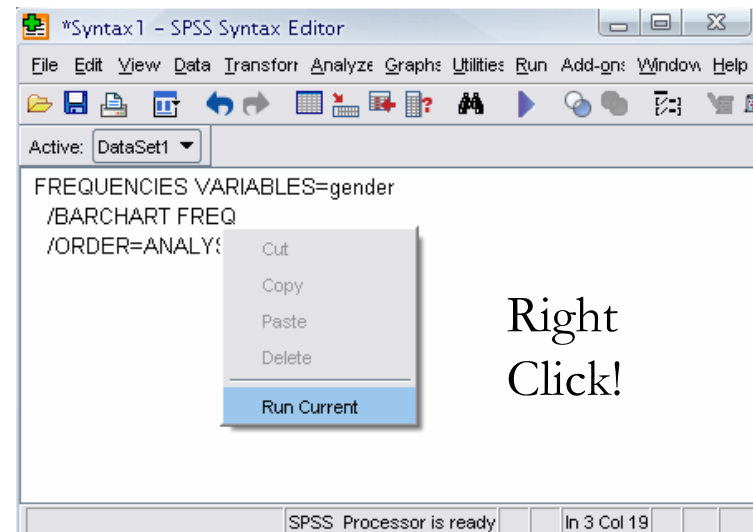 *Syntax1 - SPSS Syntax Editor
File Edit View Data Transforr Analyze Graphs Utilities Run Add-ons Window Help
Active: DataSet1
FREQUENCIES VARIABLES=gender
/BARCHART FREQ
/ORDER=ANALYS
Cut
Copy
Paste
Delete
Run Current
Right
Click!
SPSS Processor is ready
In 3 Col 19